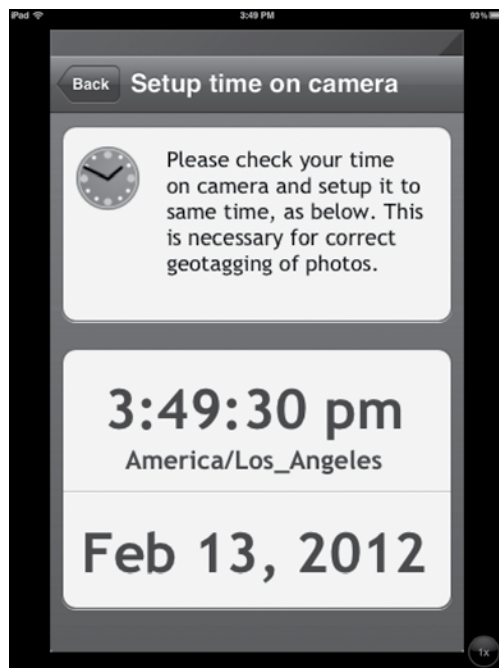 iPad 3:49 PM 93%
Back Setup time on camera
Please check your time
on camera and setup it to
same time, as below. This
is necessary for correct
geotagging of photos.
3:49:30 pm
America/Los_Angeles
Feb 13, 2012
1x